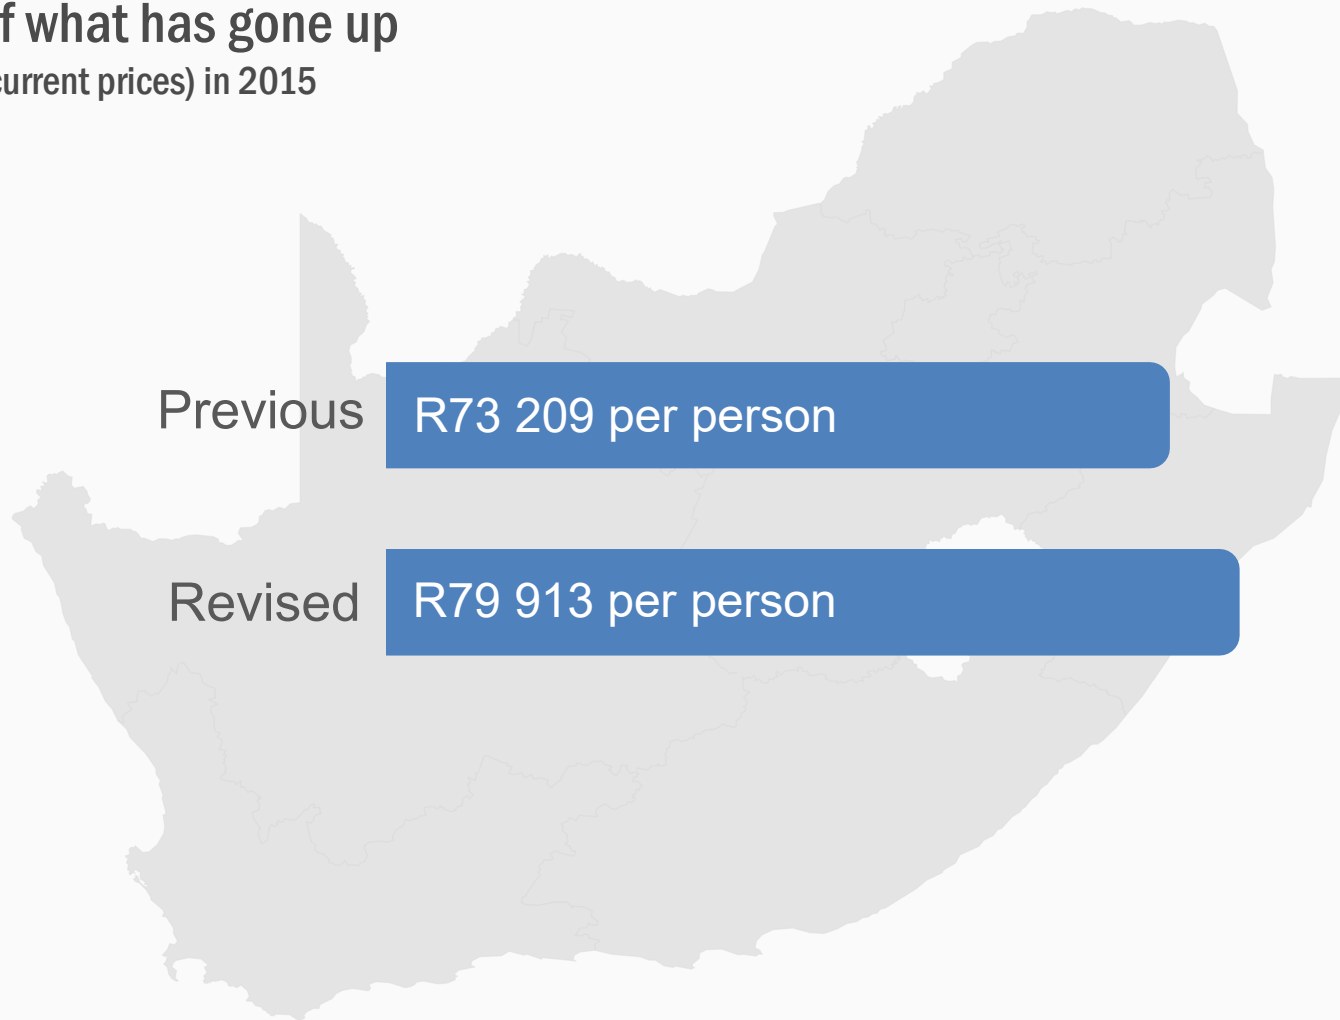 f what has gone up
current prices) in 2015
Previous
R73 209 per person
Revised
R79 913 per person